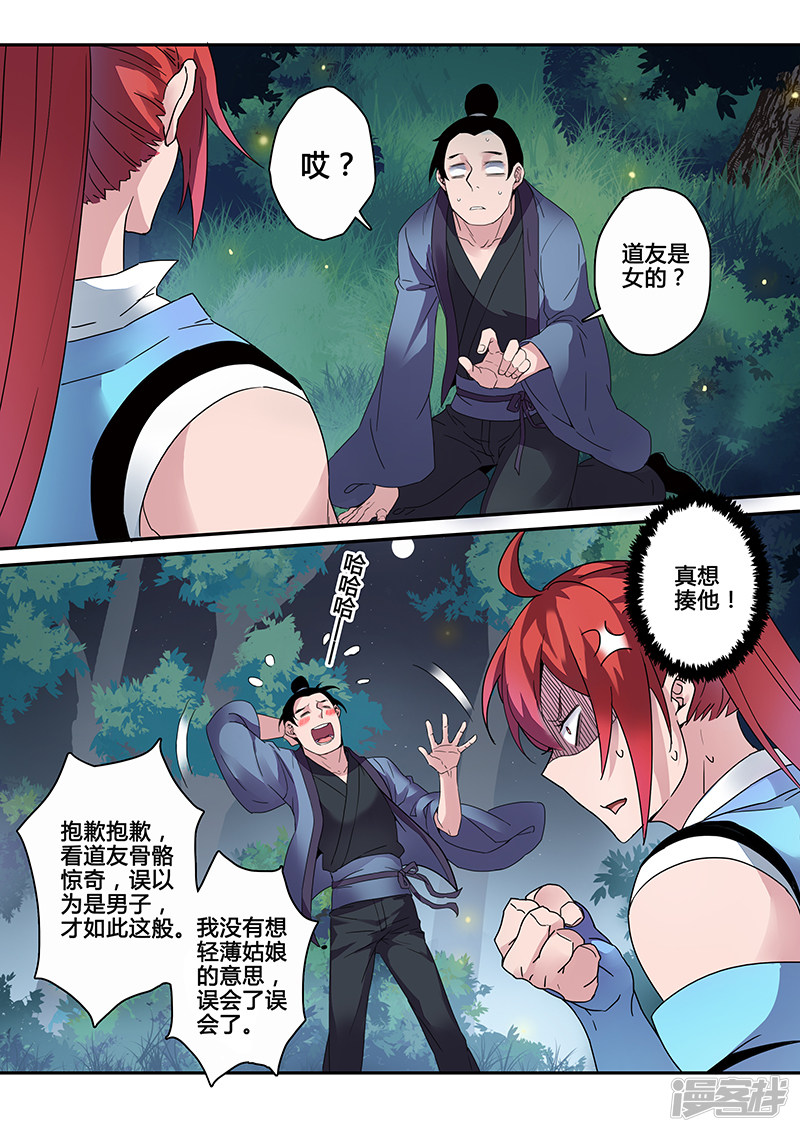 哎？
道友是
女的？
真想
揍他！
哈哈哈——
抱歉抱歉，
看道友骨骼
惊奇，误以
为是男子，
才如此这般。
我没有想
轻薄姑娘
的意思，
误会了误
会了。
漫客栈